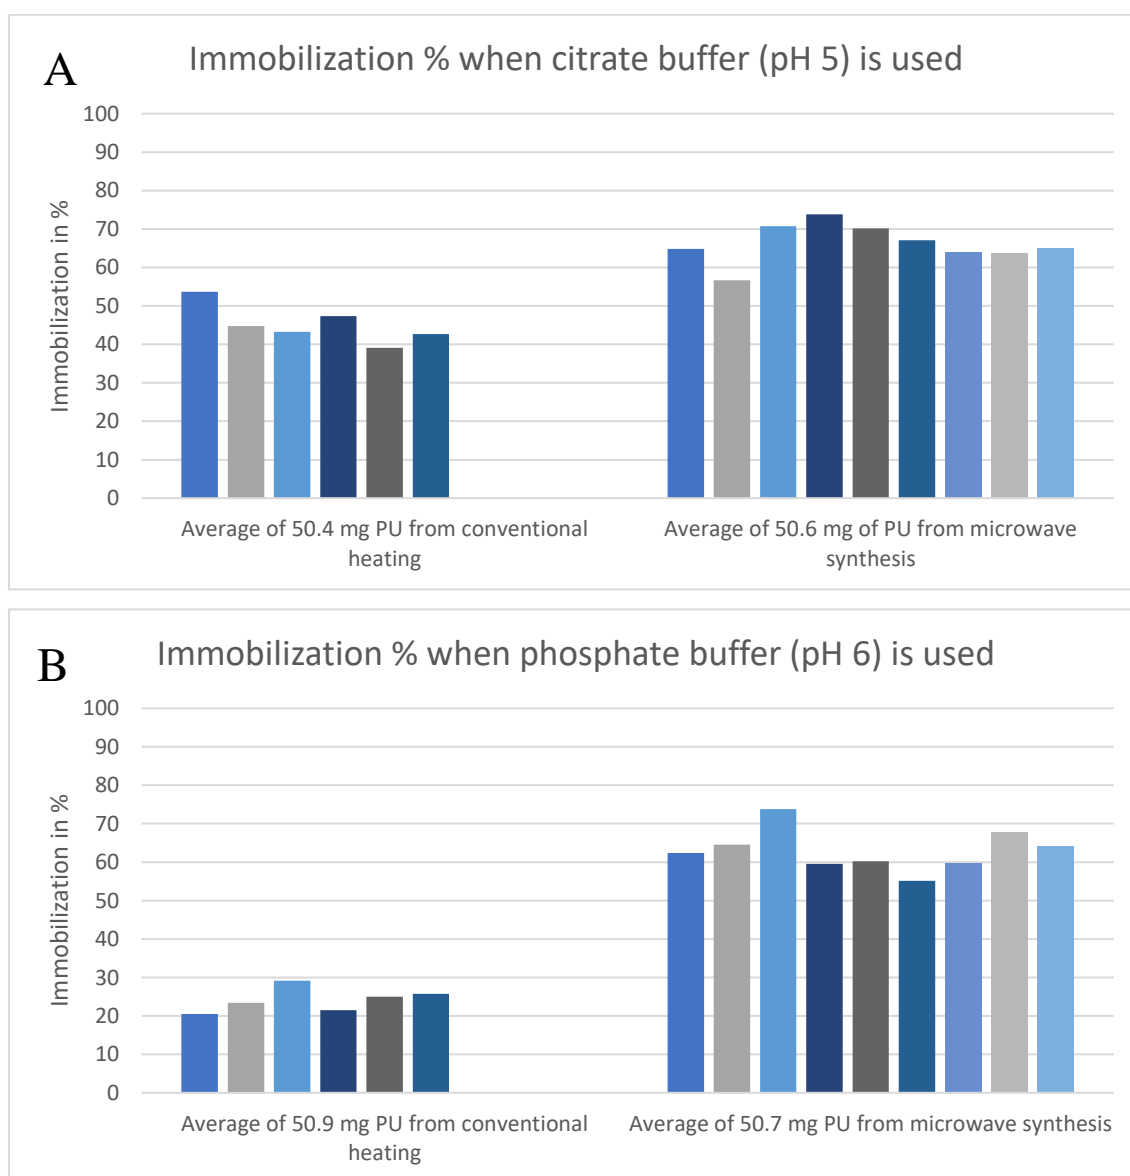 A
Immobilization % when citrate buffer (pH 5) is used
Immobilization in %
100
90
80
70
60
50
40
30
20
10
0
Average of 50.4 mg PU from conventional
heating
Average of 50.6 mg of PU from microwave
synthesis
B
Immobilization % when phosphate buffer (pH 6) is used
Immobilization in %
100
90
80
70
60
50
40
30
20
10
0
Average of 50.9 mg PU from conventional
heating
Average of 50.7 mg PU from microwave synthesis